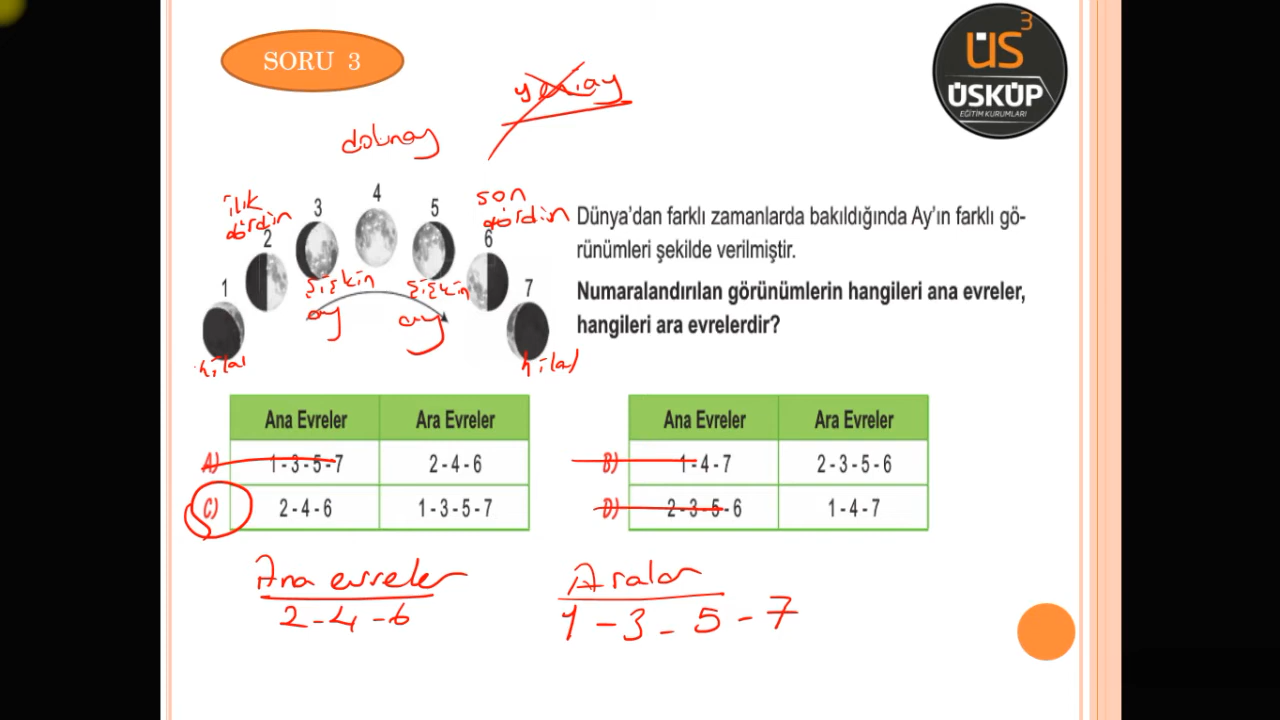 SORU 3
ÜS3
ÜSKÜP
EĞİTİM KURUMLARI
yeniay
dolunay
ilk
dördün
son
dördün
1
2
3
4
5
6
7
şişkin
ay
şişkin
ay
hilal
hilal
Dünya'dan farklı zamanlarda bakıldığında Ay'ın farklı gö-
rünümleri şekilde verilmiştir.
Numaralandırılan görünümlerin hangileri ana evreler,
hangileri ara evrelerdir?
Ana Evreler Ara Evreler
A) 1 - 3 - 5 - 7 2 - 4 - 6
C) 2 - 4 - 6 1 - 3 - 5 - 7
Ana Evreler Ara Evreler
B) 1 - 4 - 7 2 - 3 - 5 - 6
D) 2 - 3 - 5 - 6 1 - 4 - 7
Ana evreler
2 - 4 - 6
Aralar
1 - 3 - 5 - 7